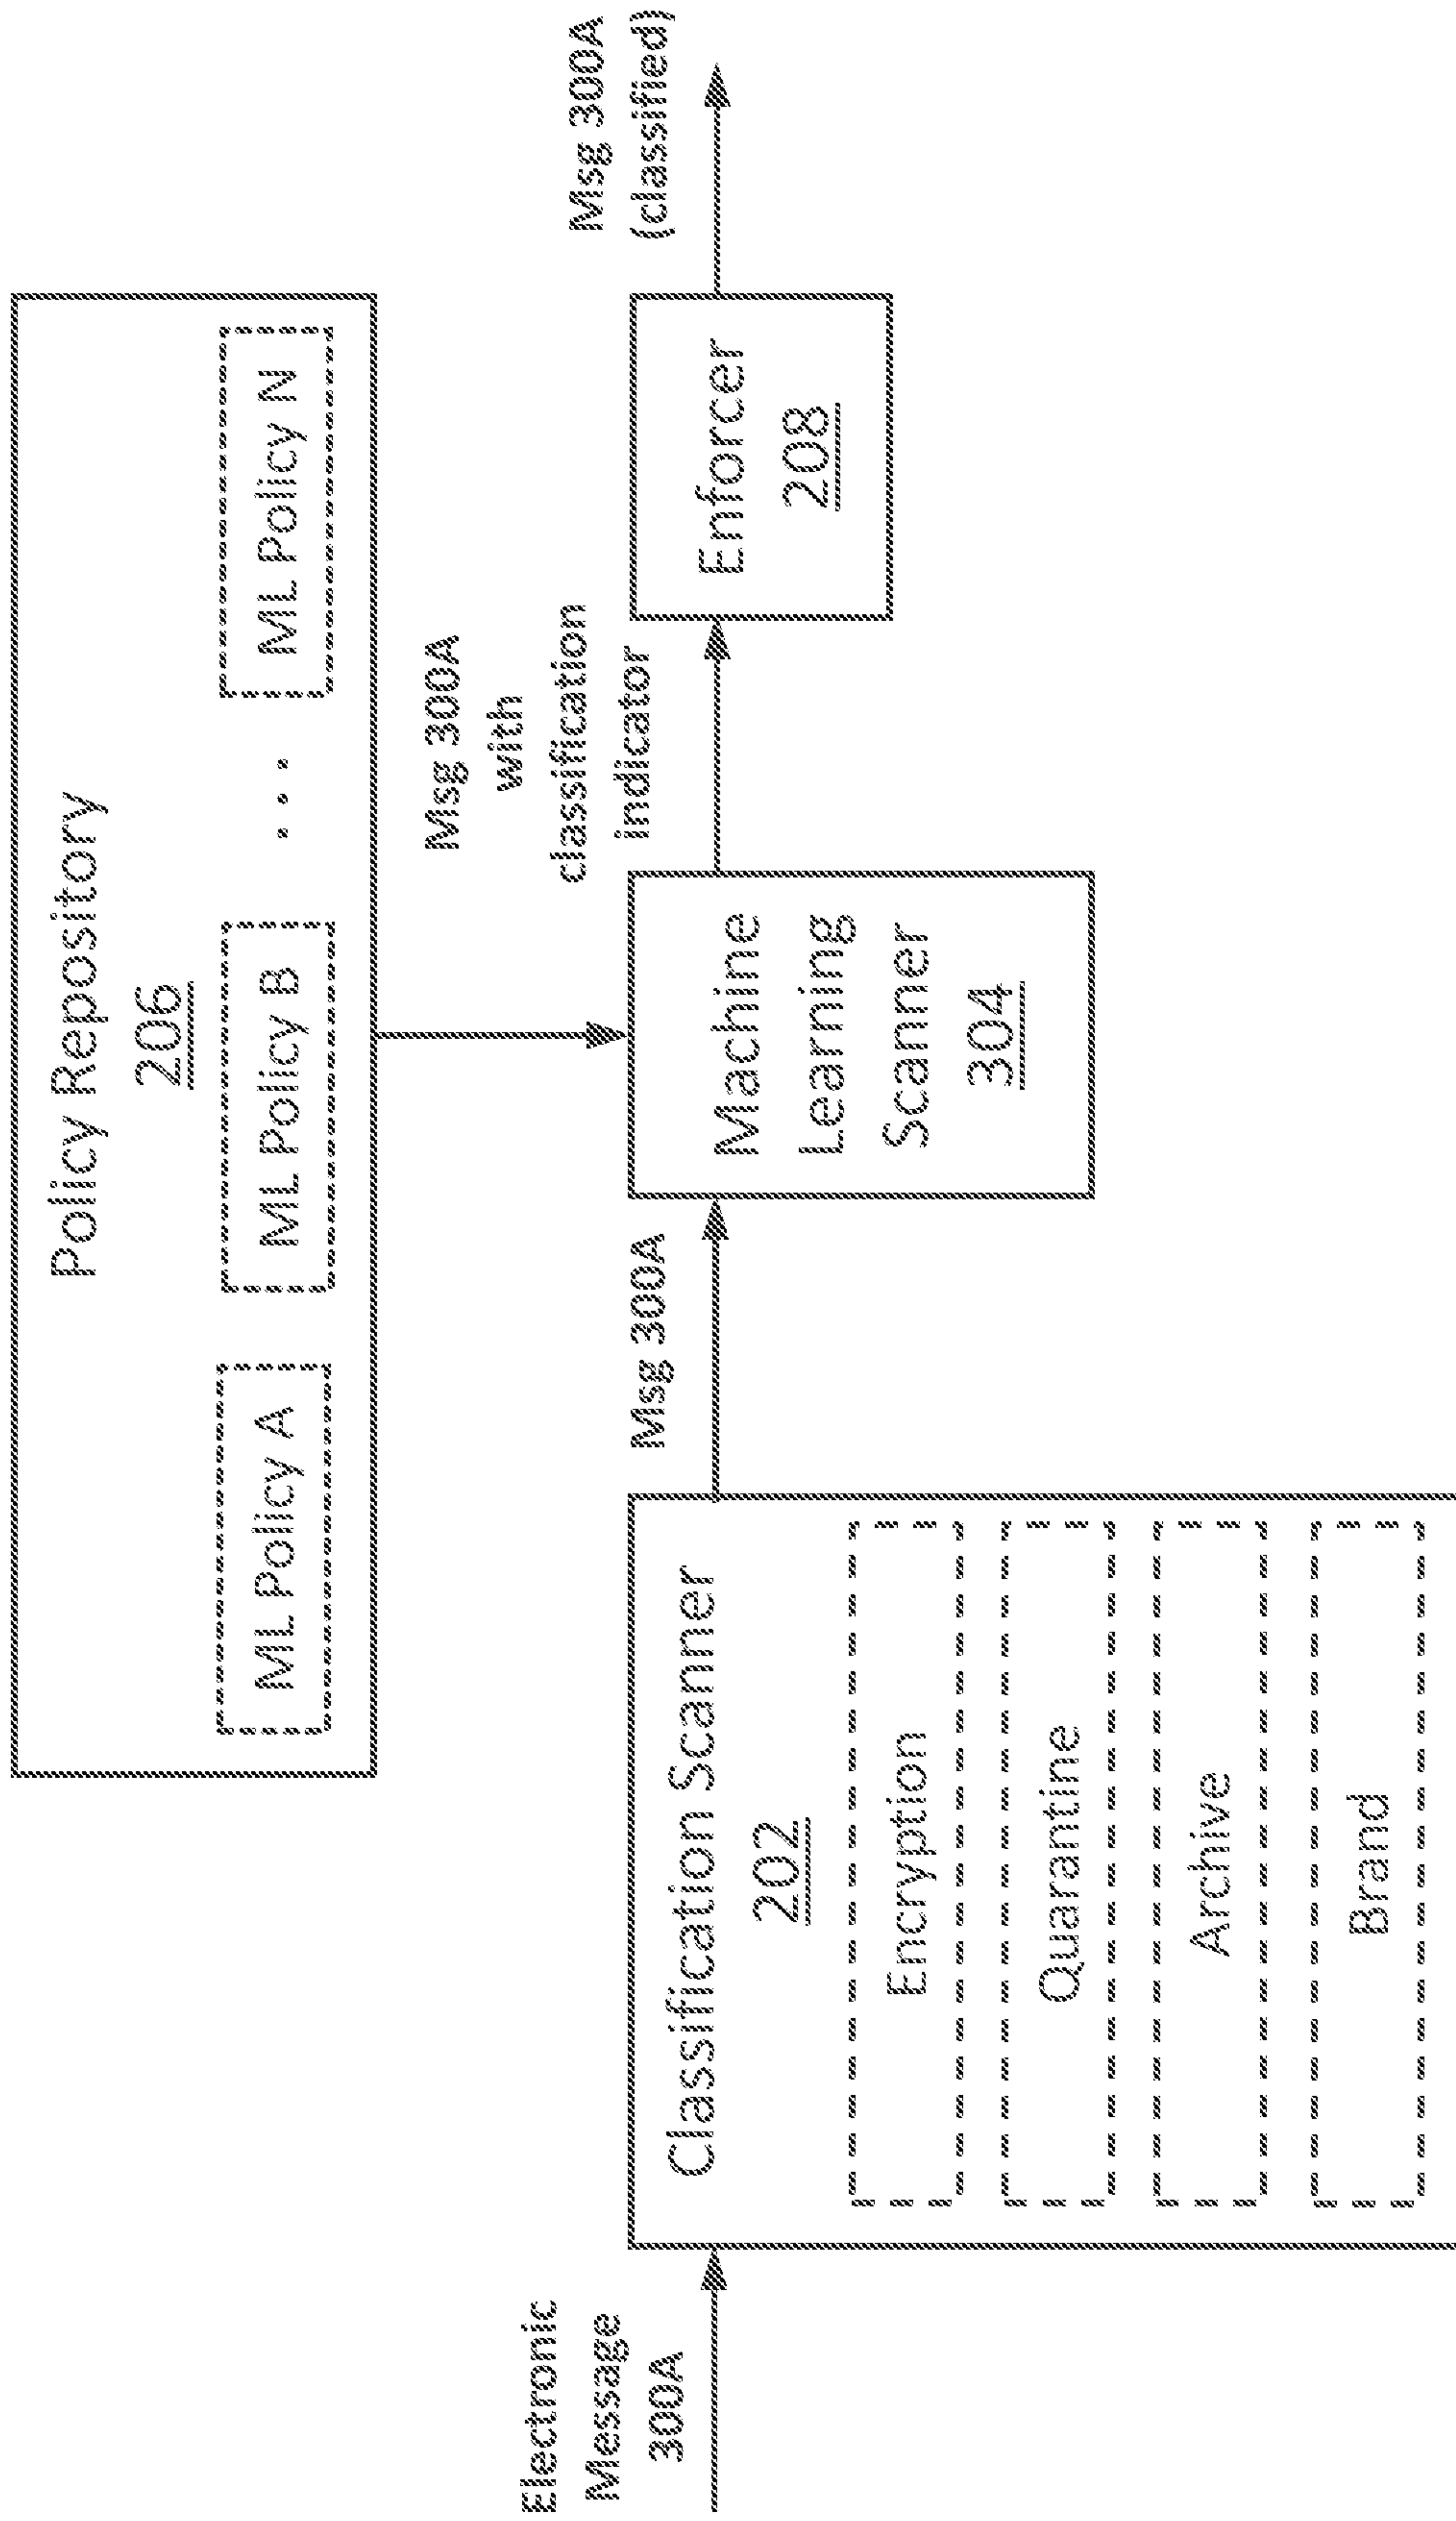 Policy Repository
206
ML Policy A
ML Policy B
. . .
ML Policy N
Electronic
Message
300A
Classification Scanner
202
Encryption
Quarantine
Archive
Brand
Msg 300A
Machine
Learning
Scanner
304
Msg 300A
with
classification
indicator
Enforcer
208
Msg 300A
(classified)